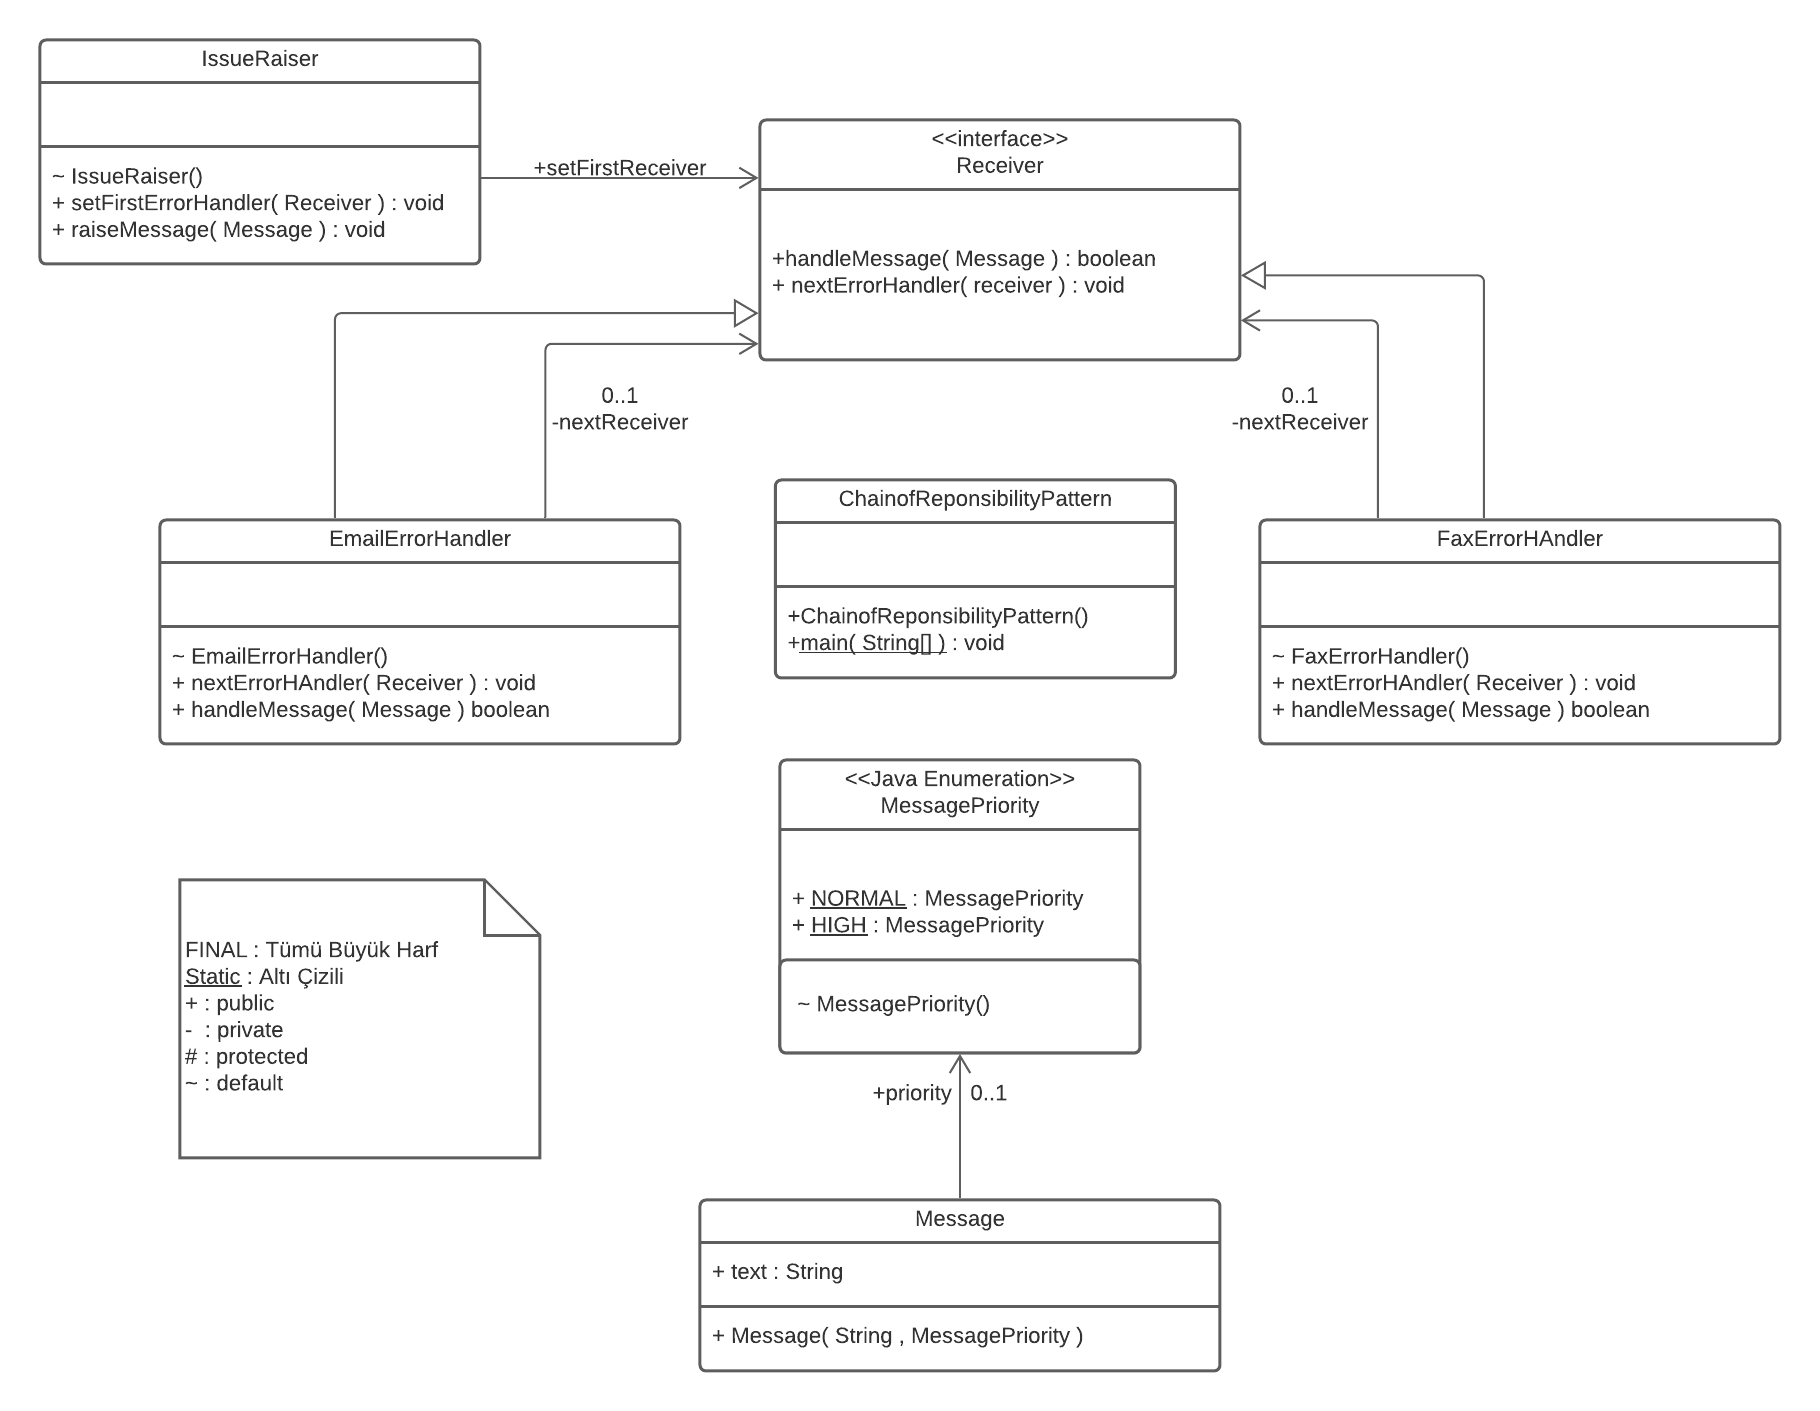 IssueRaiser
~ IssueRaiser()
+ setFirstErrorHandler( Receiver ) : void
+ raiseMessage( Message ) : void
+setFirstReceiver
<<interface>>
Receiver
+handleMessage( Message ) : boolean
+ nextErrorHandler( receiver ) : void
0..1
-nextReceiver
0..1
-nextReceiver
EmailErrorHandler
~ EmailErrorHandler()
+ nextErrorHAndler( Receiver ) : void
+ handleMessage( Message ) boolean
ChainofReponsibilityPattern
+ChainofReponsibilityPattern()
+main( String[] ) : void
FaxErrorHAndler
~ FaxErrorHandler()
+ nextErrorHAndler( Receiver ) : void
+ handleMessage( Message ) boolean
<<Java Enumeration>>
MessagePriority
+ NORMAL : MessagePriority
+ HIGH : MessagePriority
~ MessagePriority()
FINAL : Tümü Büyük Harf
Static : Altı Çizili
+ : public
-  : private
# : protected
~ : default
+priority 0..1
Message
+ text : String
+ Message( String , MessagePriority )